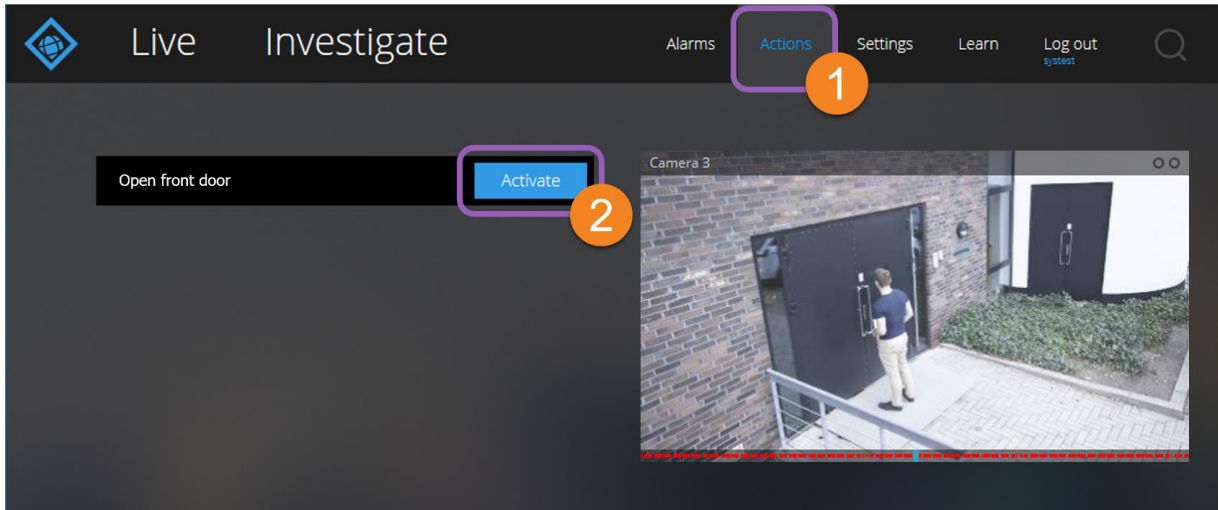 Live Investigate Alarms Actions Settings Learn Log out
systest
1
Open front door Activate
2
Camera 3